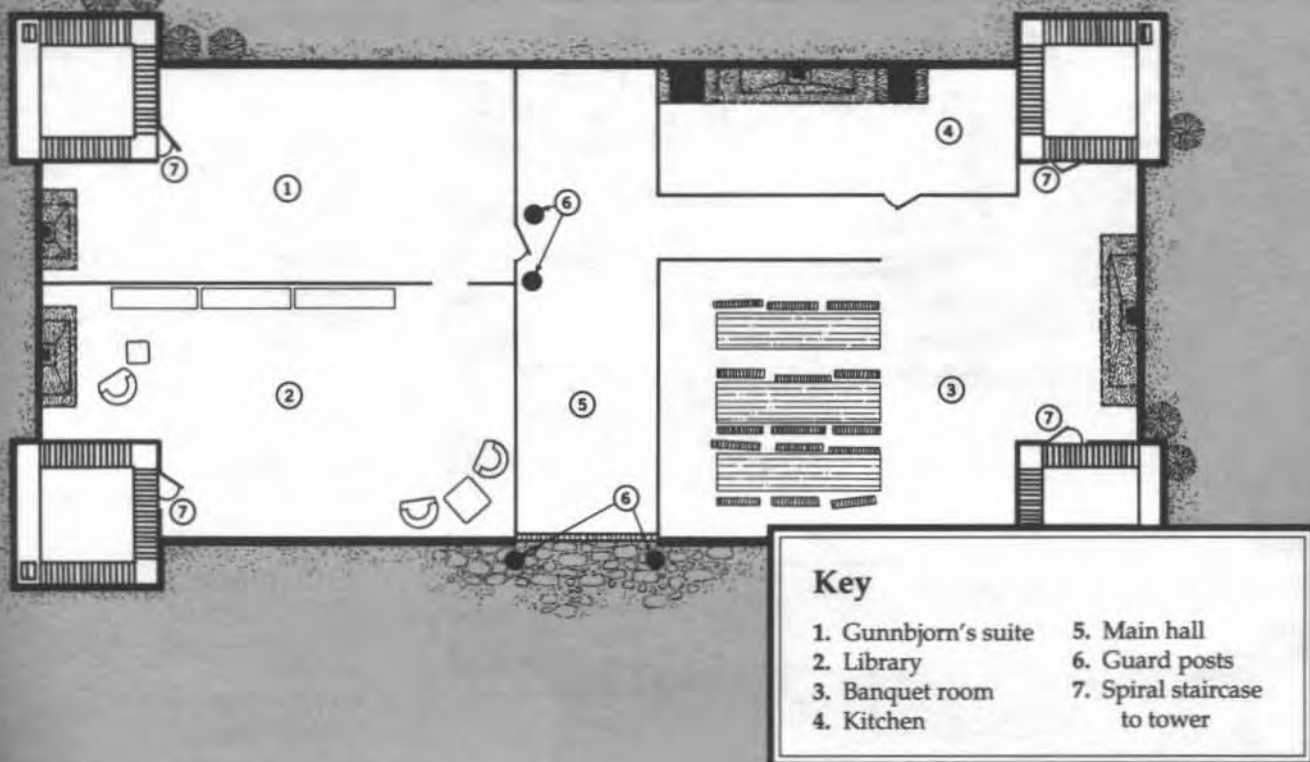 7
1
6
4
7
2
5
3
7
7
6
Key
1. Gunnbjorn's suite
2. Library
3. Banquet room
4. Kitchen
5. Main hall
6. Guard posts
7. Spiral staircase
to tower